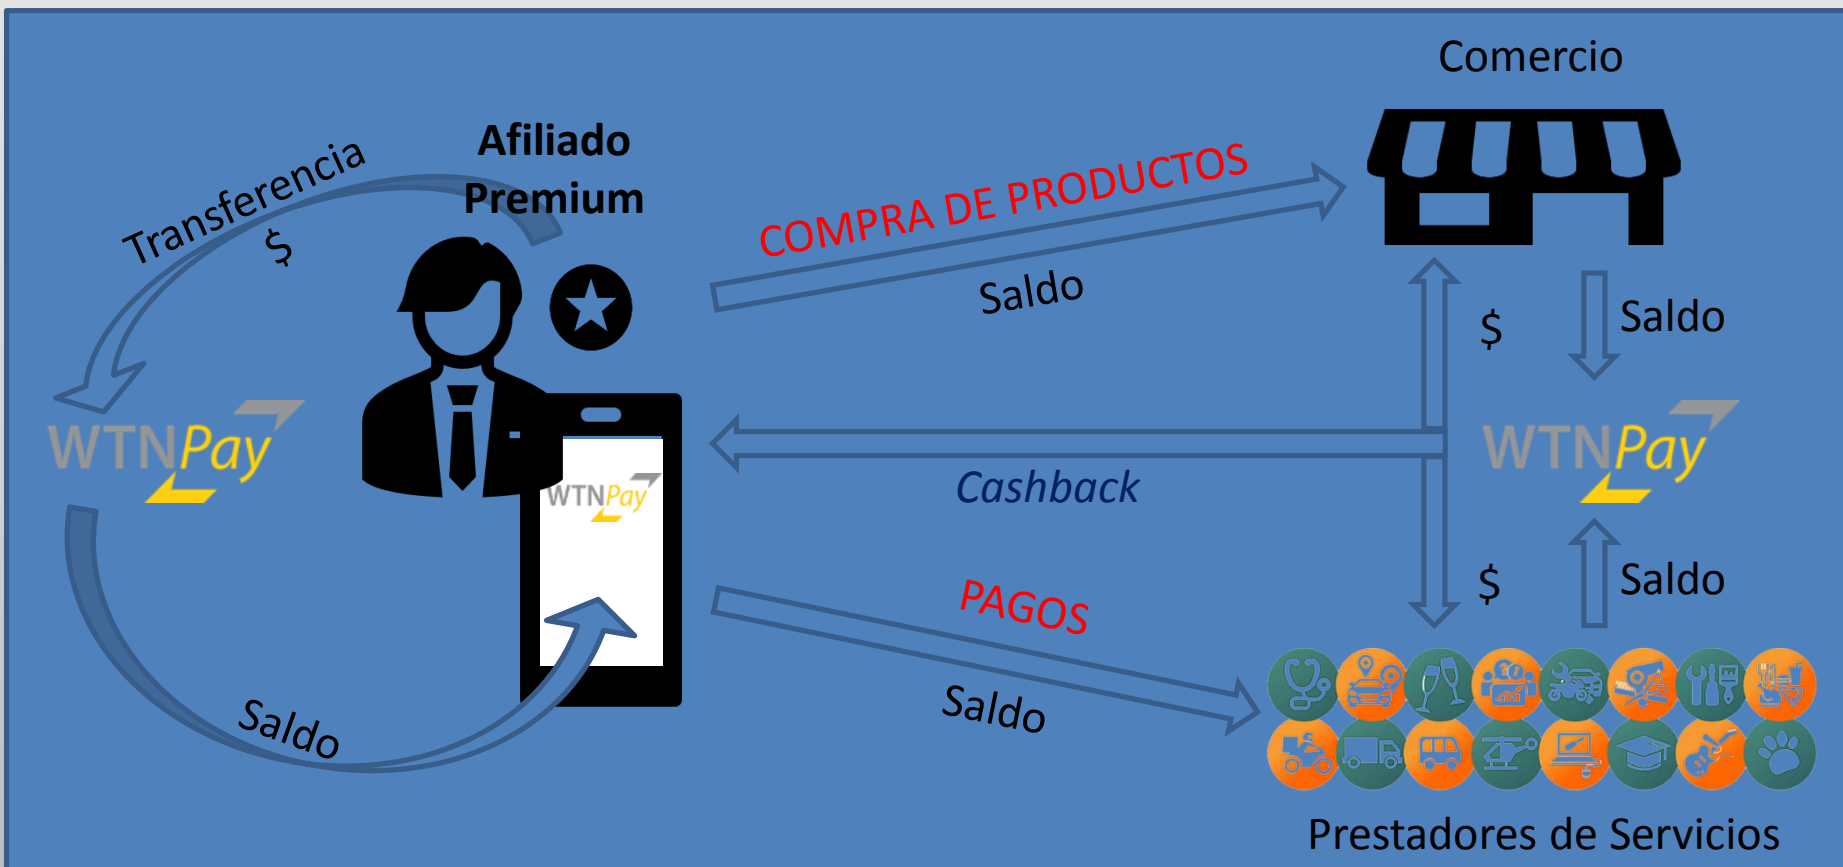 Comercio
Afiliado
Premium
Transferencia
$
COMPRA DE PRODUCTOS
Saldo
$
Saldo
WTNPay
WTNPay
Cashback
WTNPay
$
Saldo
PAGOS
Saldo
Saldo
Prestadores de Servicios